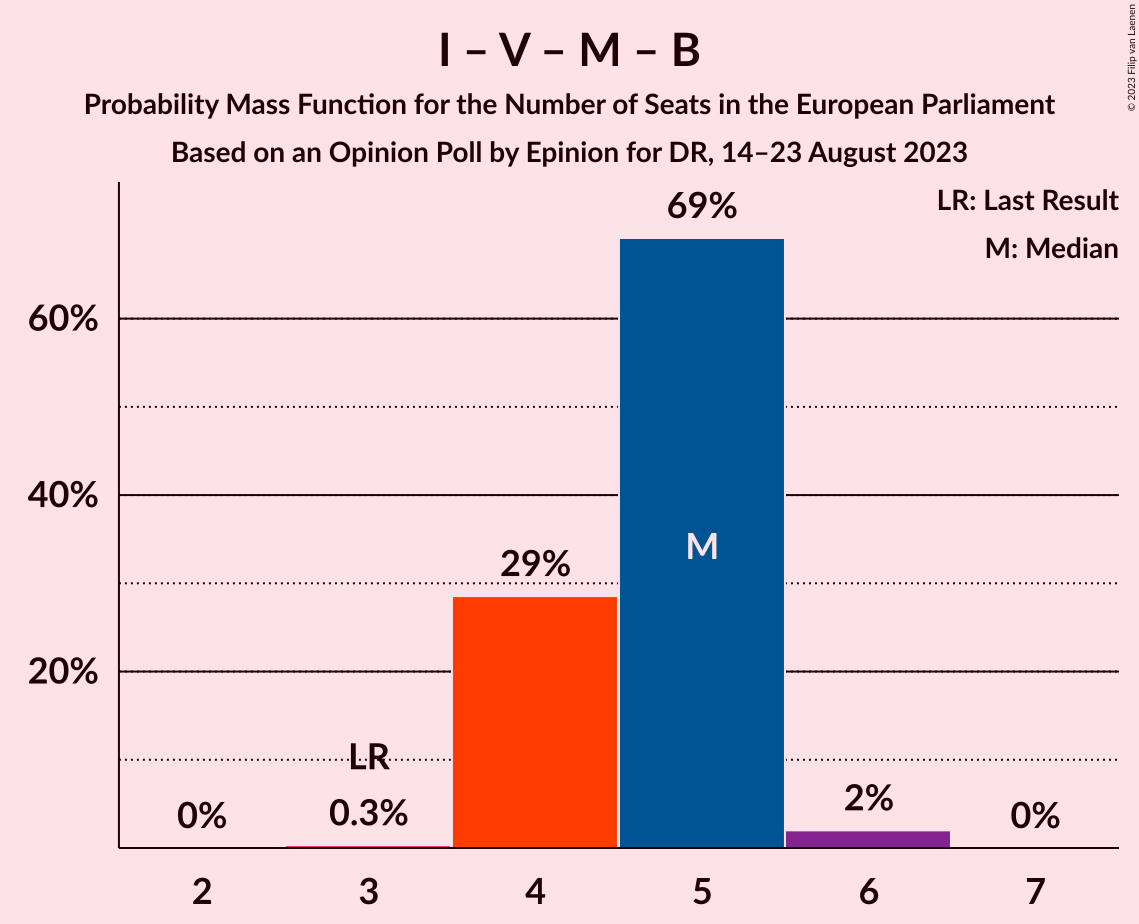 I – V – M – B
Probability Mass Function for the Number of Seats in the European Parliament
Based on an Opinion Poll by Epinion for DR, 14–23 August 2023
© 2023 Filip van Laenen
LR: Last Result
M: Median
69%
60%
40%
M
29%
20%
LR
0%
0.3%
2%
0%
2
3
4
5
6
7